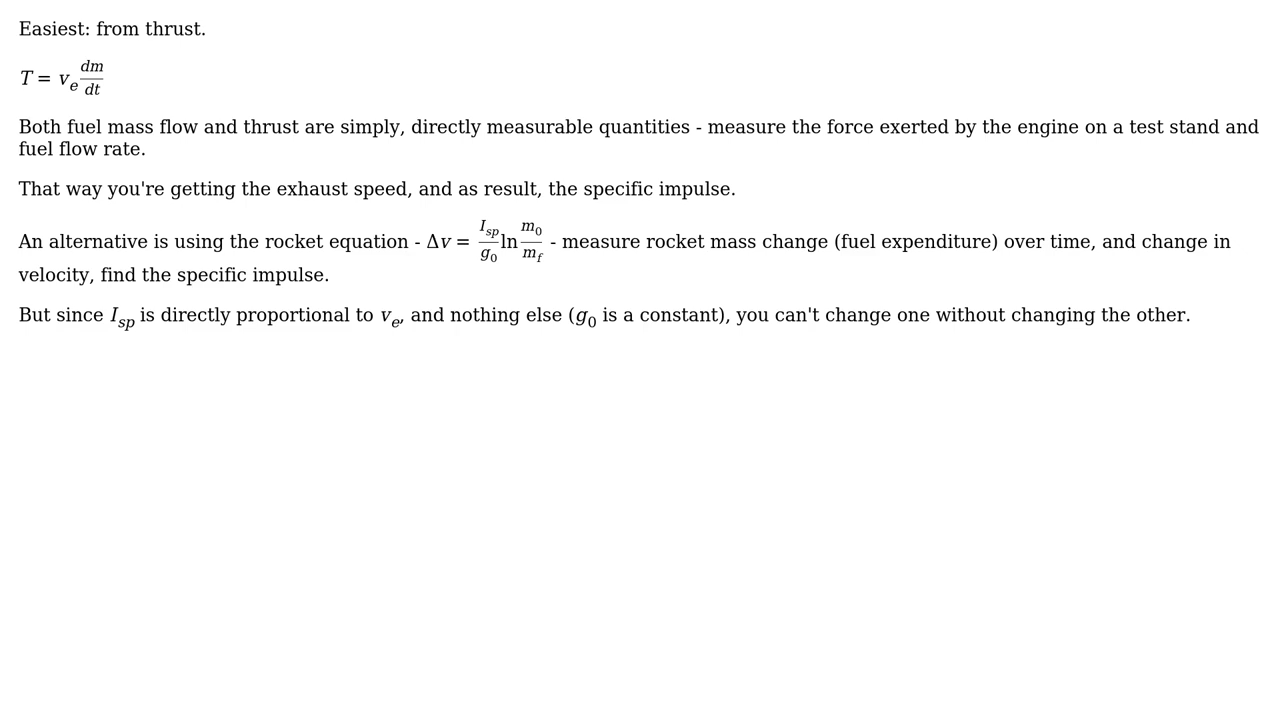 Easiest: from thrust.
T = v_e dm/dt
Both fuel mass flow and thrust are simply, directly measurable quantities - measure the force exerted by the engine on a test stand and
fuel flow rate.
That way you're getting the exhaust speed, and as result, the specific impulse.
An alternative is using the rocket equation - Δv = I_sp/g_0 ln m_0/m_f - measure rocket mass change (fuel expenditure) over time, and change in
velocity, find the specific impulse.
But since I_sp is directly proportional to v_e, and nothing else (g_0 is a constant), you can't change one without changing the other.